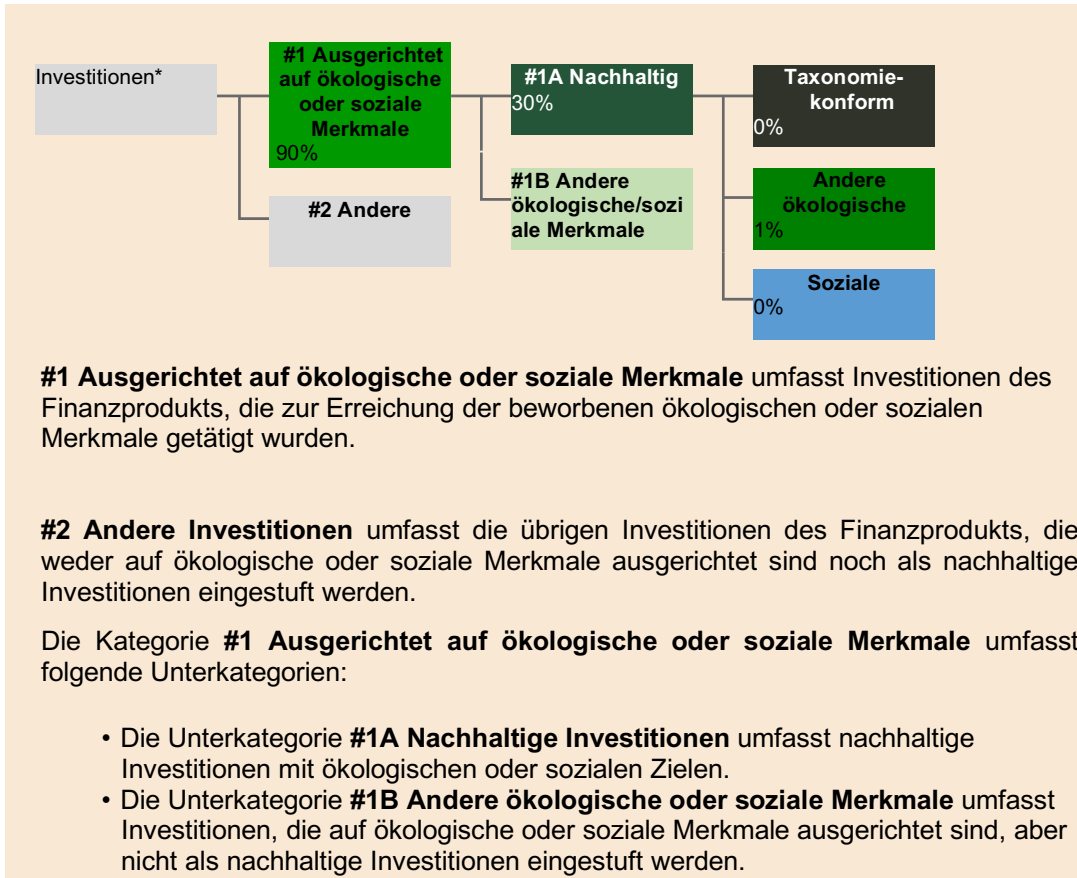 Investitionen*
#1 Ausgerichtet
auf ökologische
oder soziale
Merkmale
90%
#2 Andere
#1A Nachhaltig
30%
#1B Andere
ökologische/sozi
ale Merkmale
Taxonomie-
konform
0%
Andere
ökologische
1%
Soziale
0%
#1 Ausgerichtet auf ökologische oder soziale Merkmale umfasst Investitionen des
Finanzprodukts, die zur Erreichung der beworbenen ökologischen oder sozialen
Merkmale getätigt wurden.
#2 Andere Investitionen umfasst die übrigen Investitionen des Finanzprodukts, die
weder auf ökologische oder soziale Merkmale ausgerichtet sind noch als nachhaltige
Investitionen eingestuft werden.
Die Kategorie #1 Ausgerichtet auf ökologische oder soziale Merkmale umfasst
folgende Unterkategorien:
• Die Unterkategorie #1A Nachhaltige Investitionen umfasst nachhaltige
Investitionen mit ökologischen oder sozialen Zielen.
• Die Unterkategorie #1B Andere ökologische oder soziale Merkmale umfasst
Investitionen, die auf ökologische oder soziale Merkmale ausgerichtet sind, aber
nicht als nachhaltige Investitionen eingestuft werden.